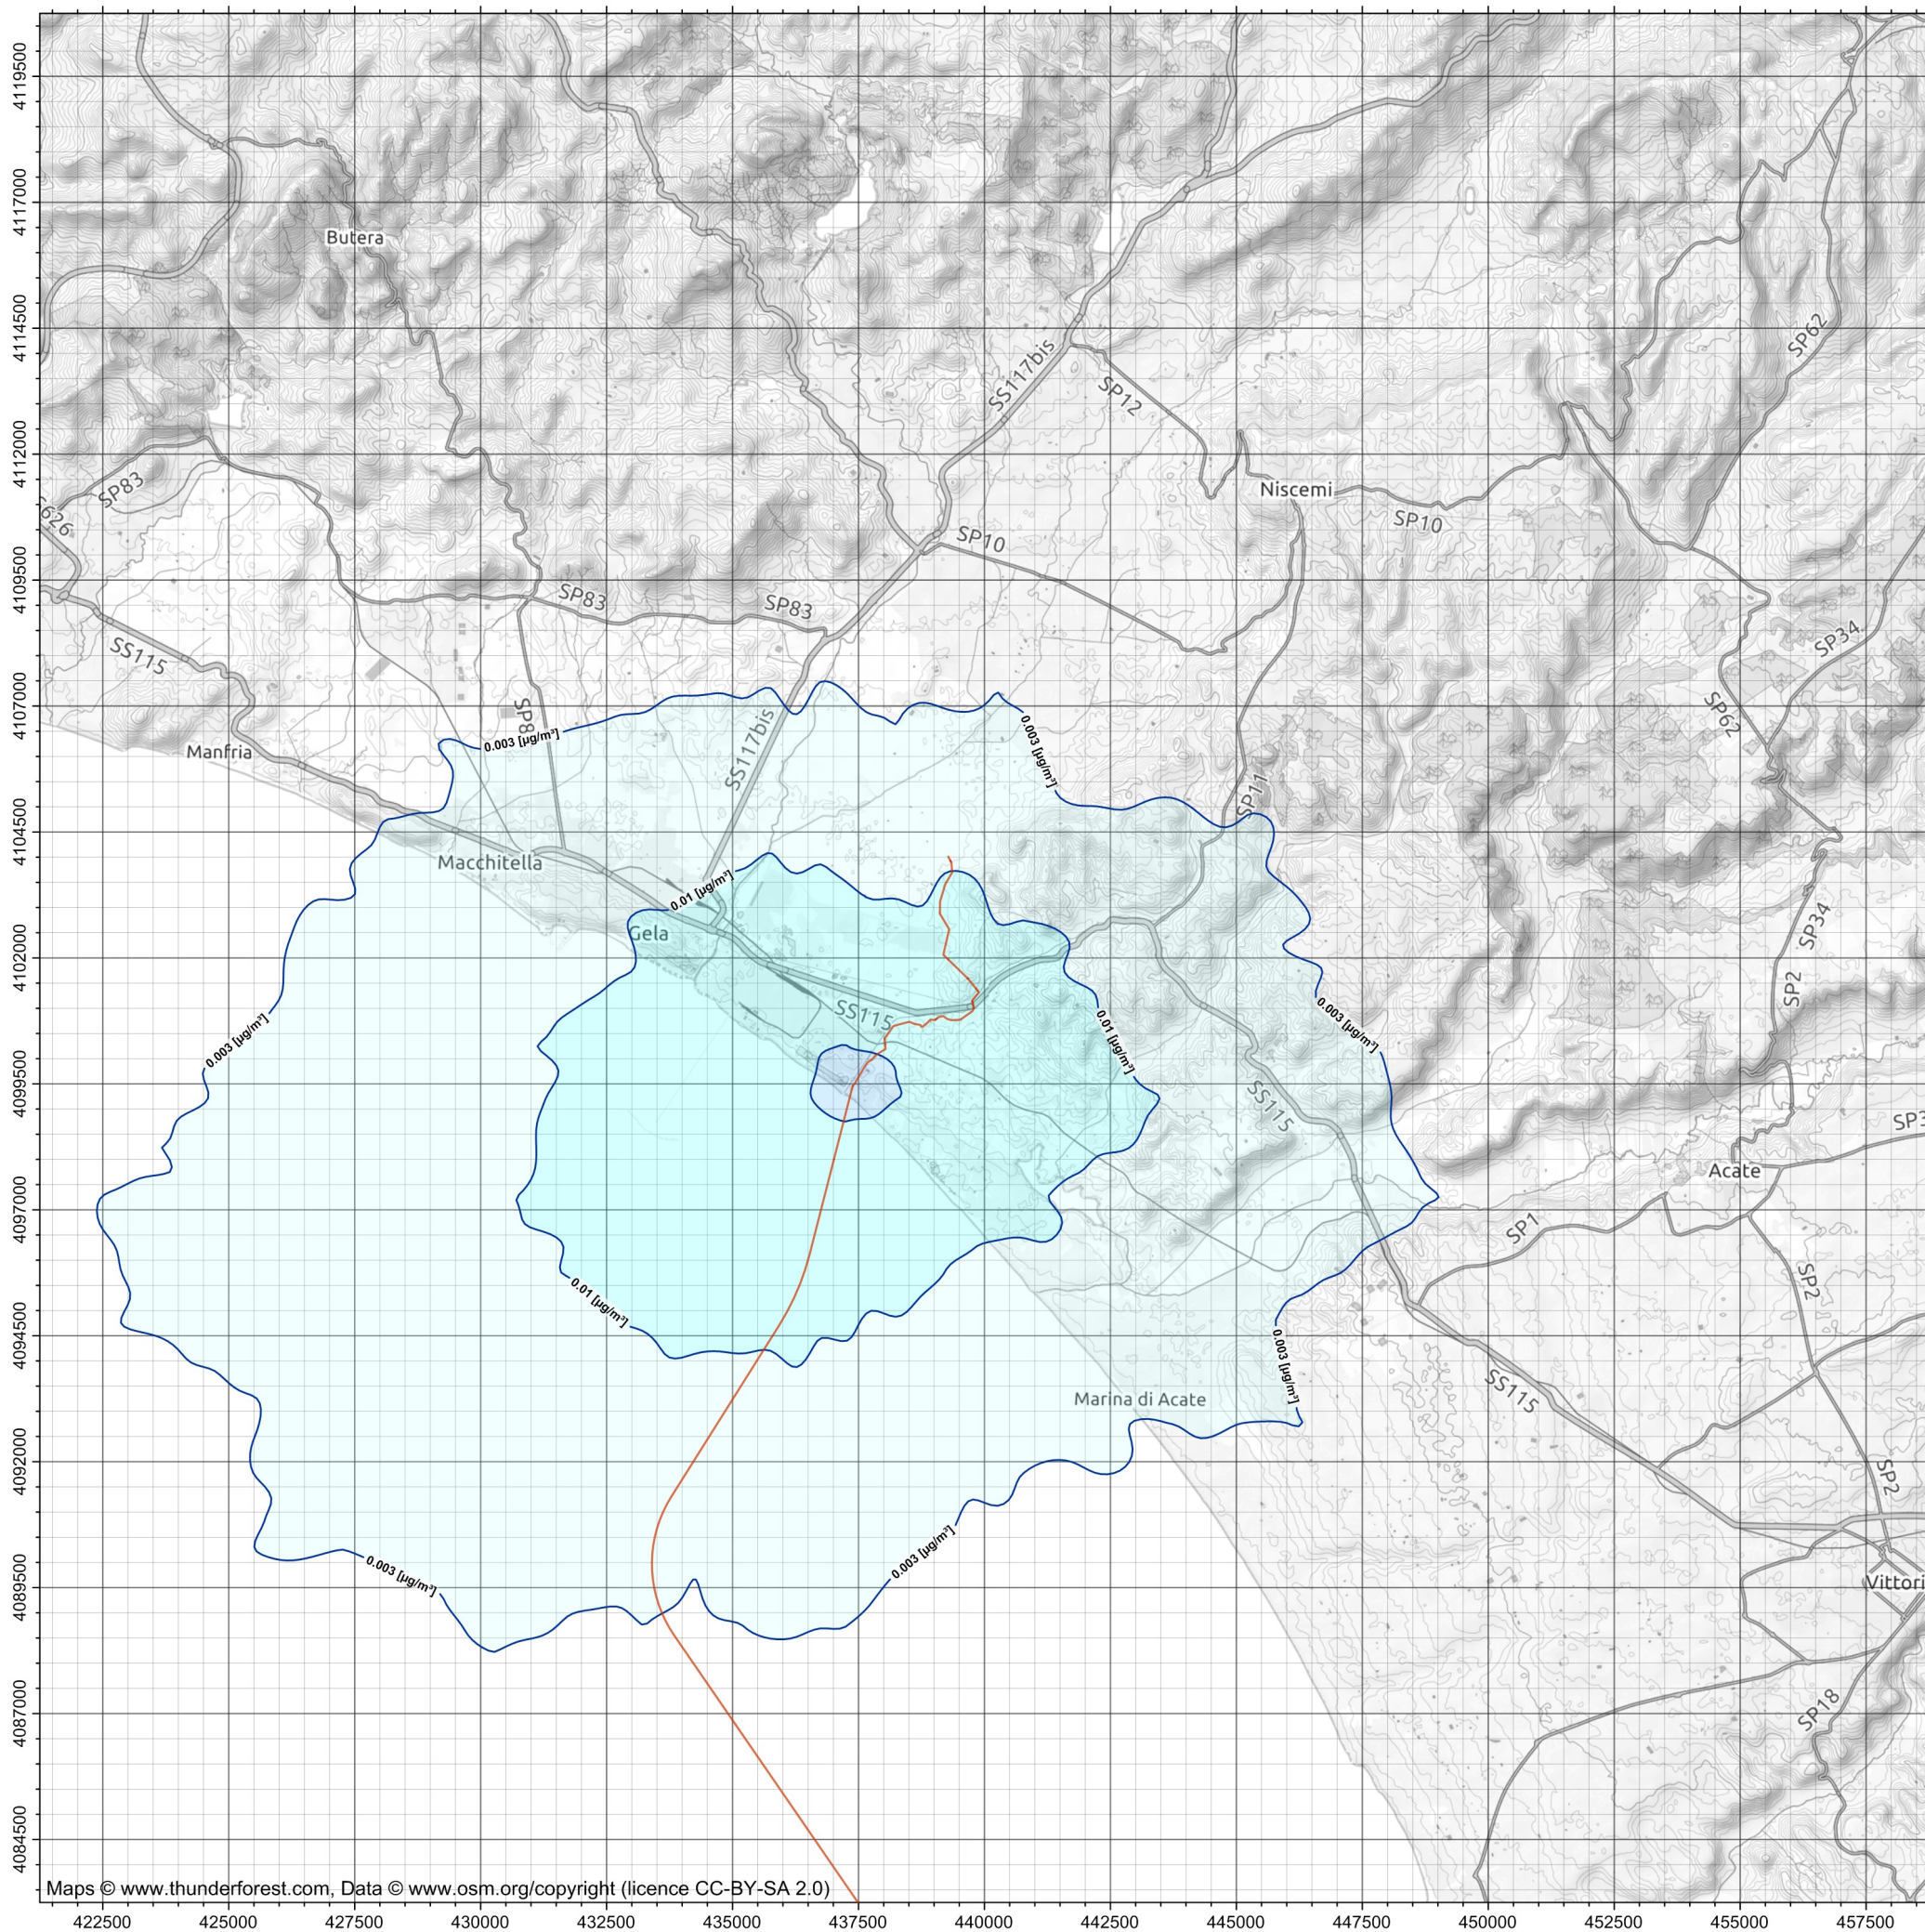 4119500
4117000
Butera
4114500
SP62
SS117bis
SP12
4112000
SP83
Niscemi
SP10
626
SP10
4109500
SP83
SP83
SP34
SS115
4107000
SP62
Manfria
SP8
0.003 [µg/m³]
SS117bis
0.003 [µg/m³]
SP11
4104500
Macchitella
0.01 [µg/m³]
SP34
Gela
4102000
SP2
SS115
0.003 [µg/m³]
0.003 [µg/m³]
0.01 [µg/m³]
4099500
SS115
SP3
Acate
4097000
SP1
SP2
0.01 [µg/m³]
4094500
0.003 [µg/m³]
Marina di Acate
SS115
4092000
SP2
0.003 [µg/m³]
0.003 [µg/m³]
4089500
Vittori
4087000
SP18
4084500
Maps © www.thunderforest.com, Data © www.osm.org/copyright (licence CC-BY-SA 2.0)
422500 425000 427500 430000 432500 435000 437500 440000 442500 445000 447500 450000 452500 455000 457500